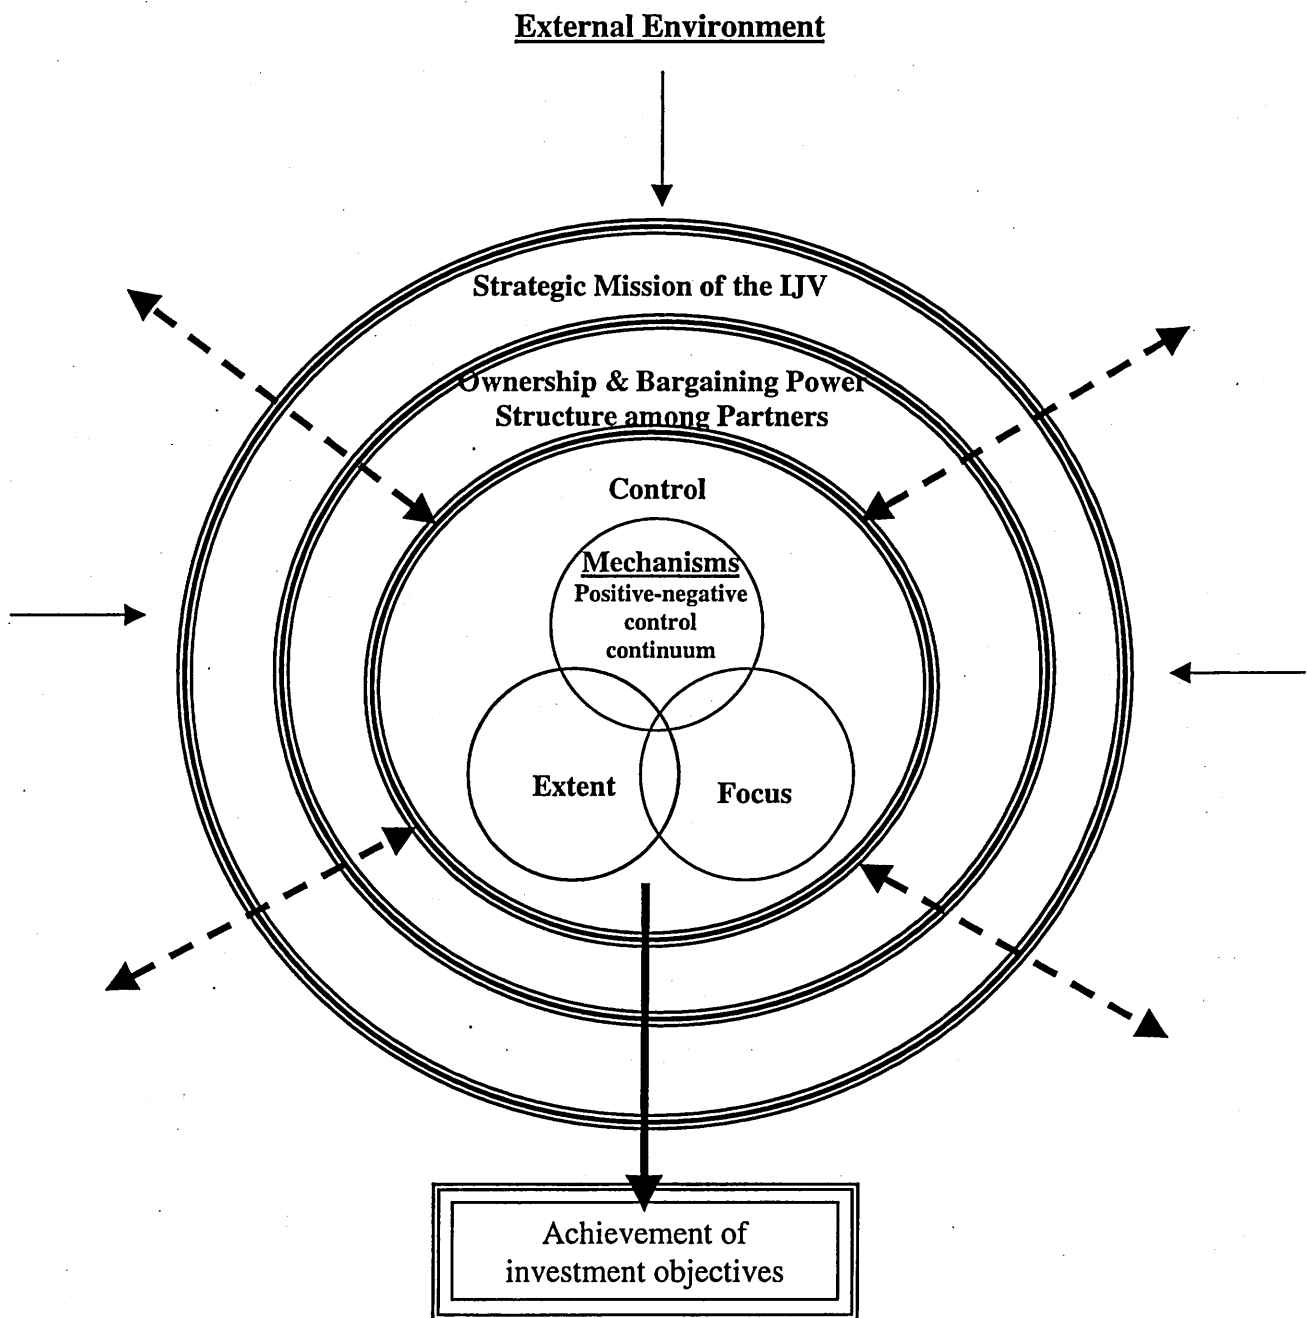 External Environment
Strategic Mission of the IJV
Ownership & Bargaining Power
Structure among Partners
Control
Mechanisms
Positive-negative
control
continuum
Extent
Focus
Achievement of
investment objectives